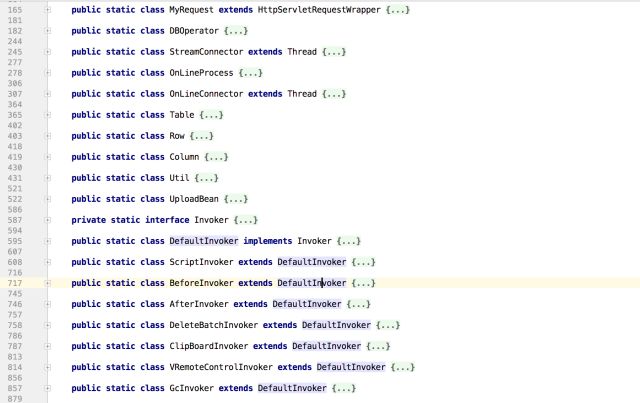 165 public static class MyRequest extends HttpServletRequestWrapper {...}
181
182 public static class DBOperator {...}
244
245 public static class StreamConnector extends Thread {...}
277
278 public static class OnLineProcess {...}
306
307 public static class OnLineConnector extends Thread {...}
364
365 public static class Table {...}
402
403 public static class Row {...}
418
419 public static class Column {...}
430
431 public static class Util {...}
521
522 public static class UploadBean {...}
586
587 private static interface Invoker {...}
594
595 public static class DefaultInvoker implements Invoker {...}
607
608 public static class ScriptInvoker extends DefaultInvoker {...}
716
717 public static class BeforeInvoker extends DefaultInvoker {...}
745
746 public static class AfterInvoker extends DefaultInvoker {...}
757
758 public static class DeleteBatchInvoker extends DefaultInvoker {...}
786
787 public static class ClipBoardInvoker extends DefaultInvoker {...}
813
814 public static class VRemoteControlInvoker extends DefaultInvoker {...}
856
857 public static class GcInvoker extends DefaultInvoker {...}
879